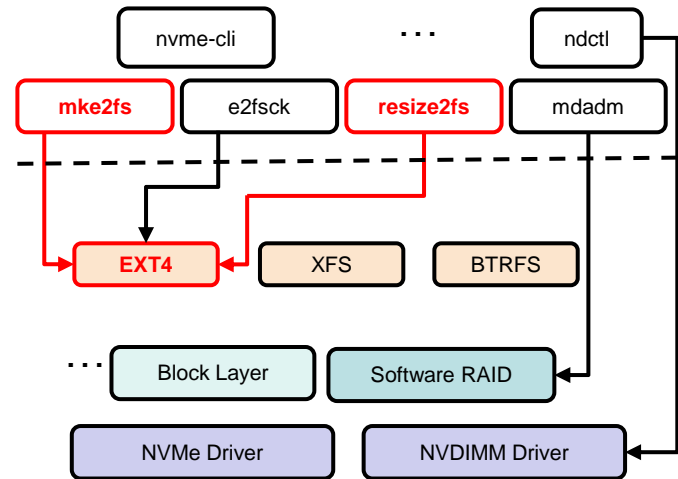 nvme-cli
...
ndctl
mke2fs
e2fsck
resize2fs
mdadm
EXT4
XFS
BTRFS
...
Block Layer
Software RAID
NVMe Driver
NVDIMM Driver